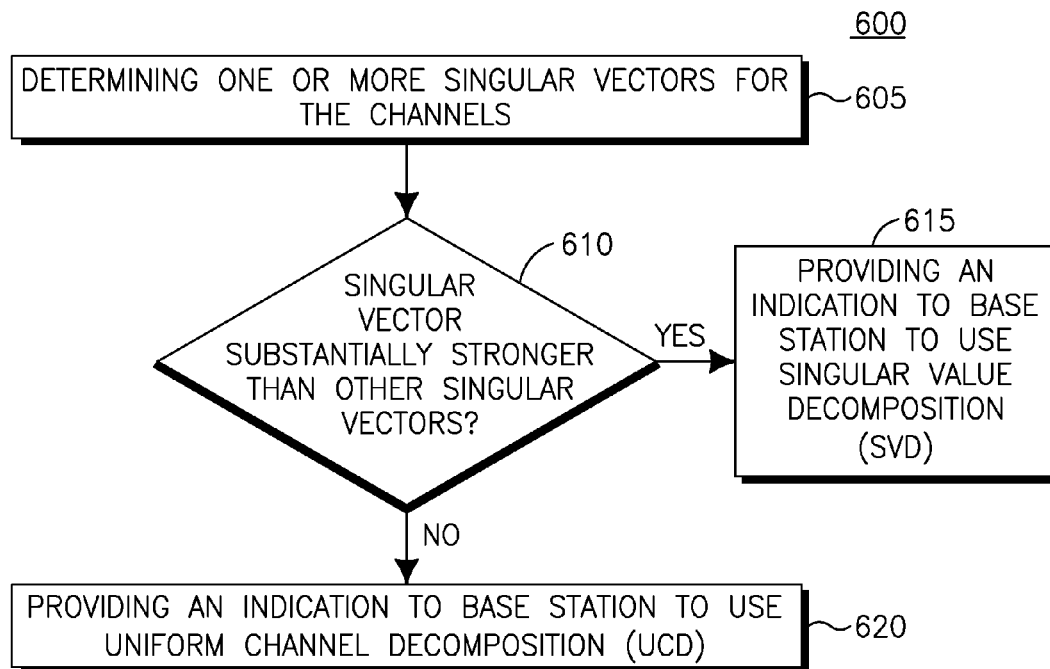 600
DETERMINING ONE OR MORE SINGULAR VECTORS FOR
THE CHANNELS
605
610
SINGULAR
VECTOR
SUBSTANTIALLY STRONGER
THAN OTHER SINGULAR
VECTORS?
YES
615
PROVIDING AN
INDICATION TO BASE
STATION TO USE
SINGULAR VALUE
DECOMPOSITION
(SVD)
NO
PROVIDING AN INDICATION TO BASE STATION TO USE
UNIFORM CHANNEL DECOMPOSITION (UCD)
620